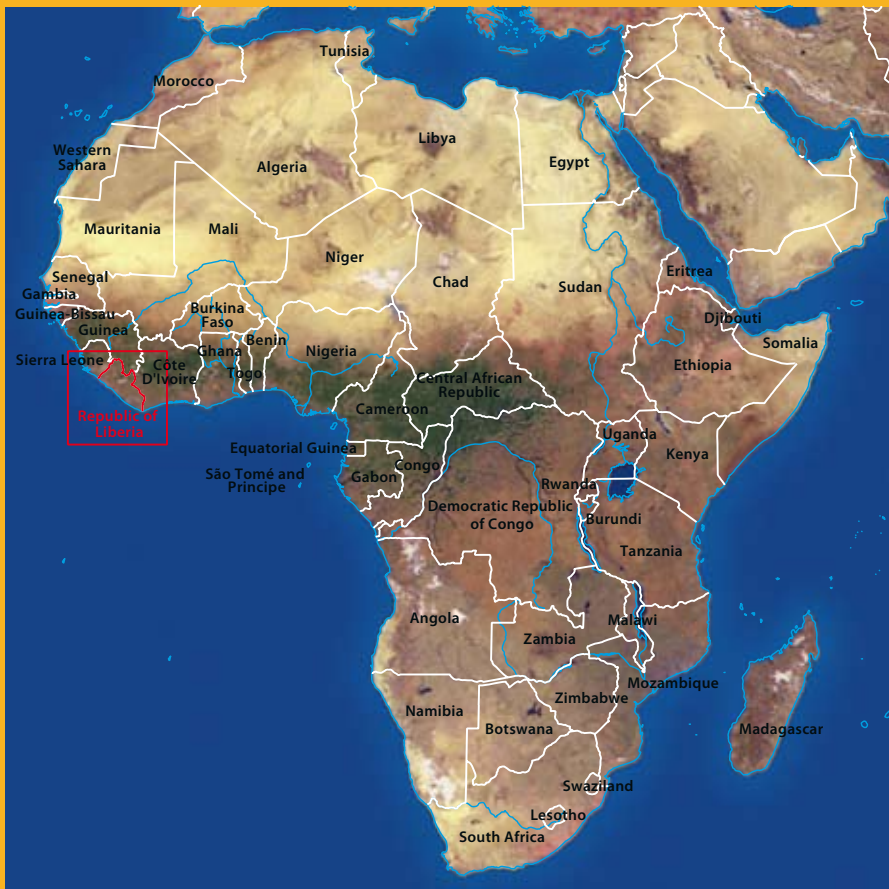 Tunisia
Morocco
Libya
Western
Sahara
Algeria
Egypt
Mauritania
Mali
Niger
Chad
Sudan
Eritrea
Senegal
Gambia
Guinea-Bissau
Guinea
Burkina
Faso
Benin
Djibouti
Somalia
Sierra Leone
Côte
D'Ivoire
Ghana
Togo
Nigeria
Ethiopia
Central African
Republic
Cameroon
Republic of
Liberia
Uganda
Kenya
Equatorial Guinea
Congo
Gabon
São Tomé and
Principe
Rwanda
Democratic Republic
of Congo
Burundi
Tanzania
Angola
Malawi
Zambia
Mozambique
Zimbabwe
Namibia
Botswana
Madagascar
Swaziland
Lesotho
South Africa